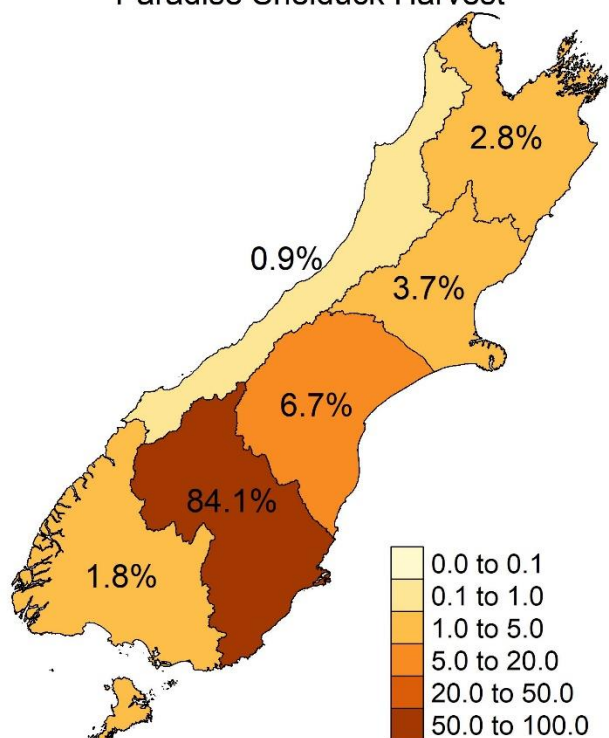 Paradise Shelduck Harvest
2.8%
0.9%
3.7%
6.7%
84.1%
1.8%
0.0 to 0.1
0.1 to 1.0
1.0 to 5.0
5.0 to 20.0
20.0 to 50.0
50.0 to 100.0